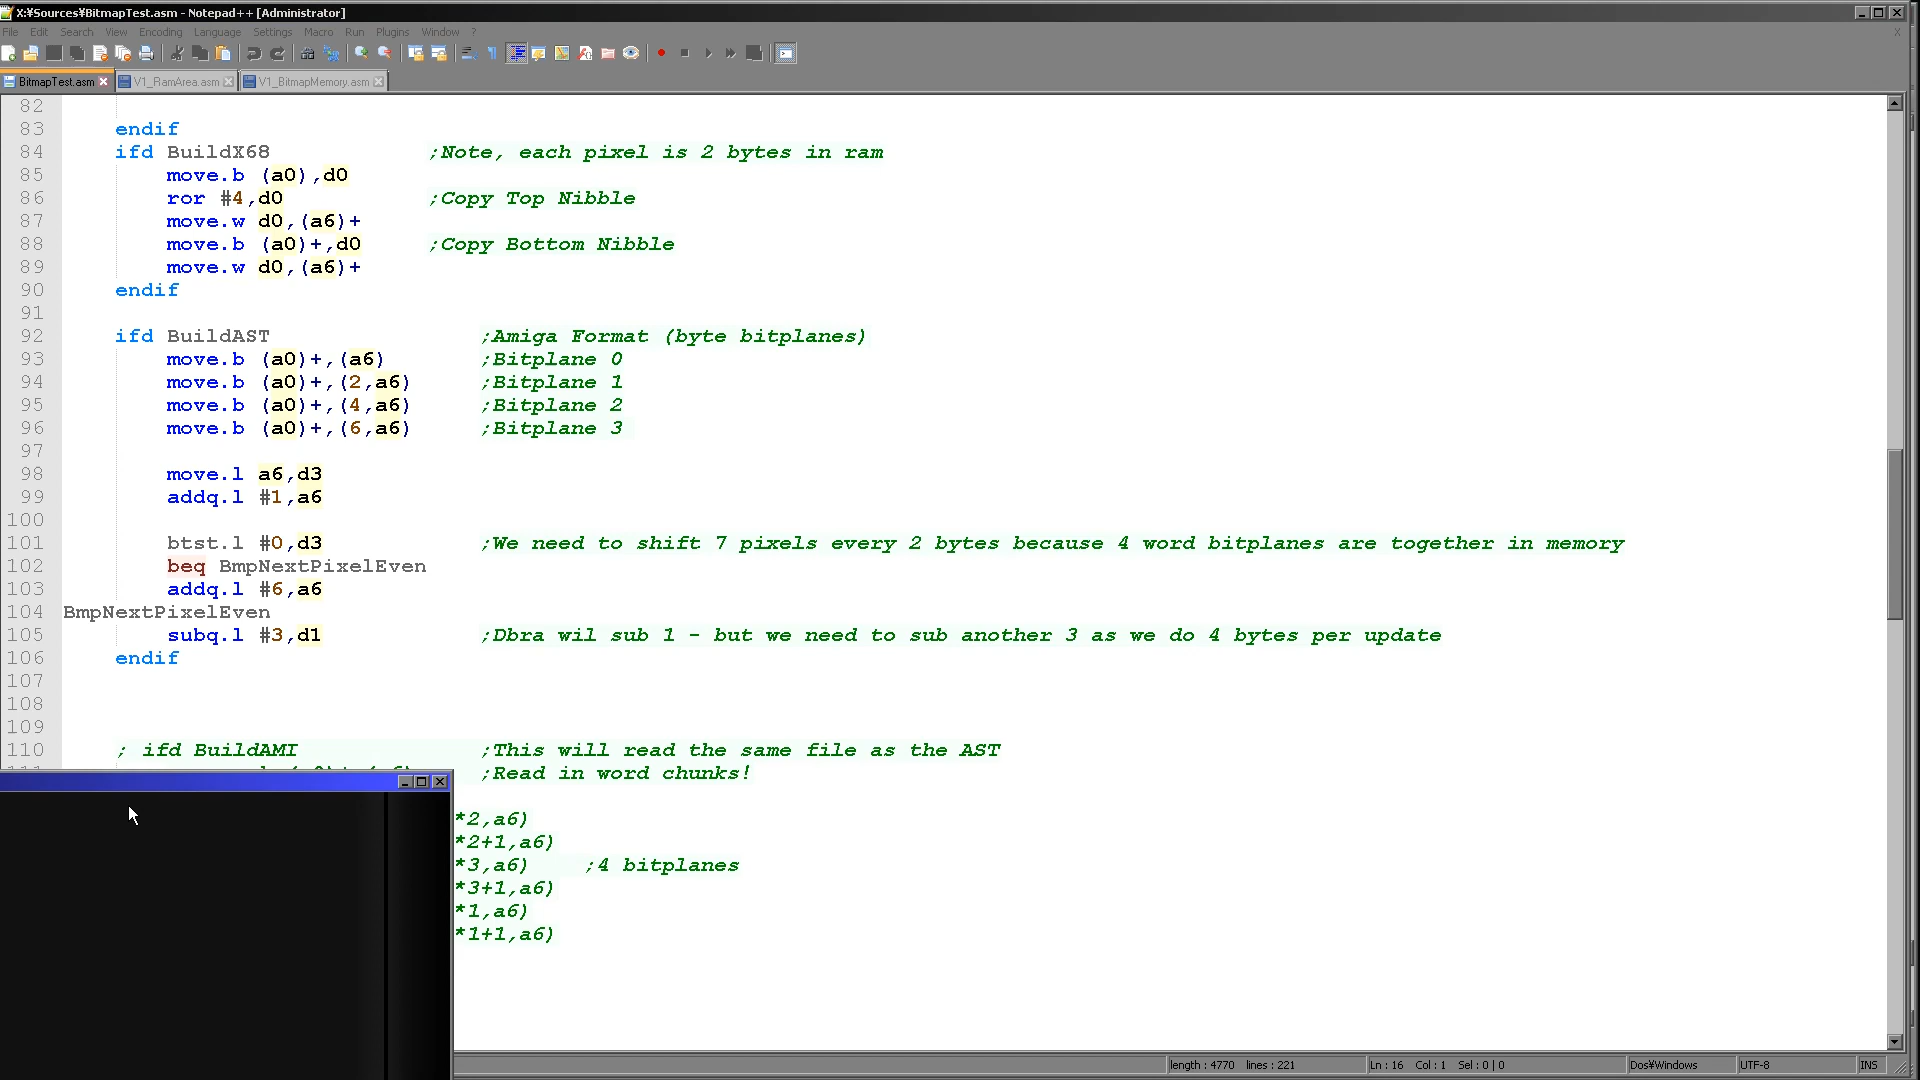 X:¥Sources¥BitmapTest.asm - Notepad++ [Administrator]
File Edit Search View Encoding Language Settings Macro Run Plugins Window ? X
BitmapTest.asm V1_RamArea.asm V1_BitmapMemory.asm
82
83 endif
84 ifd BuildX68 ;Note, each pixel is 2 bytes in ram
85 move.b (a0),d0
86 ror #4,d0 ;Copy Top Nibble
87 move.w d0,(a6)+
88 move.b (a0)+,d0 ;Copy Bottom Nibble
89 move.w d0,(a6)+
90 endif
91
92 ifd BuildAST ;Amiga Format (byte bitplanes)
93 move.b (a0)+,(a6) ;Bitplane 0
94 move.b (a0)+,(2,a6) ;Bitplane 1
95 move.b (a0)+,(4,a6) ;Bitplane 2
96 move.b (a0)+,(6,a6) ;Bitplane 3
97
98 move.l a6,d3
99 addq.l #1,a6
100
101 btst.l #0,d3 ;We need to shift 7 pixels every 2 bytes because 4 word bitplanes are together in memory
102 beq BmpNextPixelEven
103 addq.l #6,a6
104 BmpNextPixelEven
105 subq.l #3,d1 ;Dbra wil sub 1 - but we need to sub another 3 as we do 4 bytes per update
106 endif
107
108
109
110 ; ifd BuildAMI ;This will read the same file as the AST
;Read in word chunks!
*2,a6)
*2+1,a6)
*3,a6) ;4 bitplanes
*3+1,a6)
*1,a6)
*1+1,a6)
length : 4770 lines : 221 Ln : 16 Col : 1 Sel : 0 | 0 Dos¥Windows UTF-8 INS